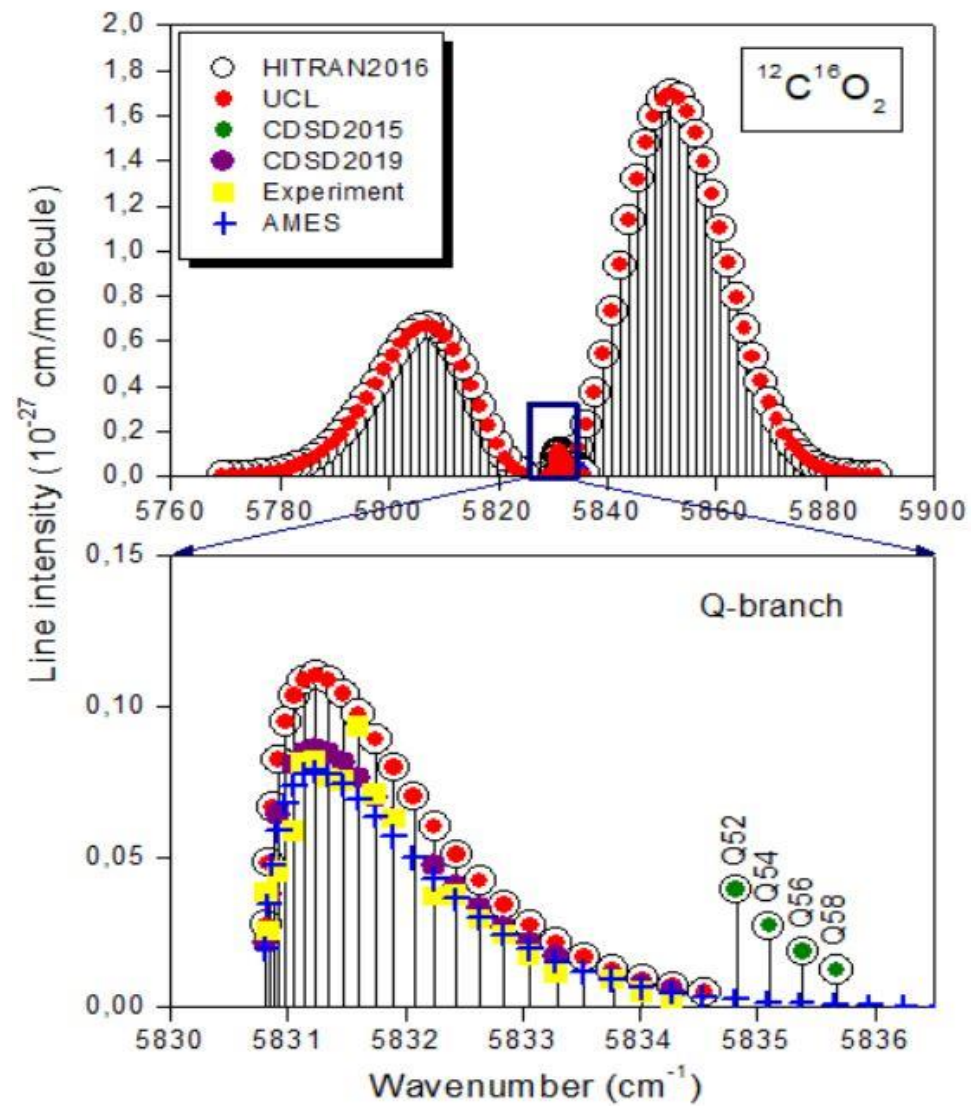 2,0
1,8
1,6
1,4
1,2
1,0
0,8
0,6
0,4
0,2
0,0
HITRAN2016
UCL
CDSD2015
CDSD2019
Experiment
AMES
¹²C¹⁶O₂
5760 5780 5800 5820 5840 5860 5880 5900
Line intensity (10⁻²⁷ cm/molecule)
0,15
0,10
0,05
0,00
Q-branch
Q52
Q54
Q56
Q58
5830 5831 5832 5833 5834 5835 5836
Wavenumber (cm⁻¹)